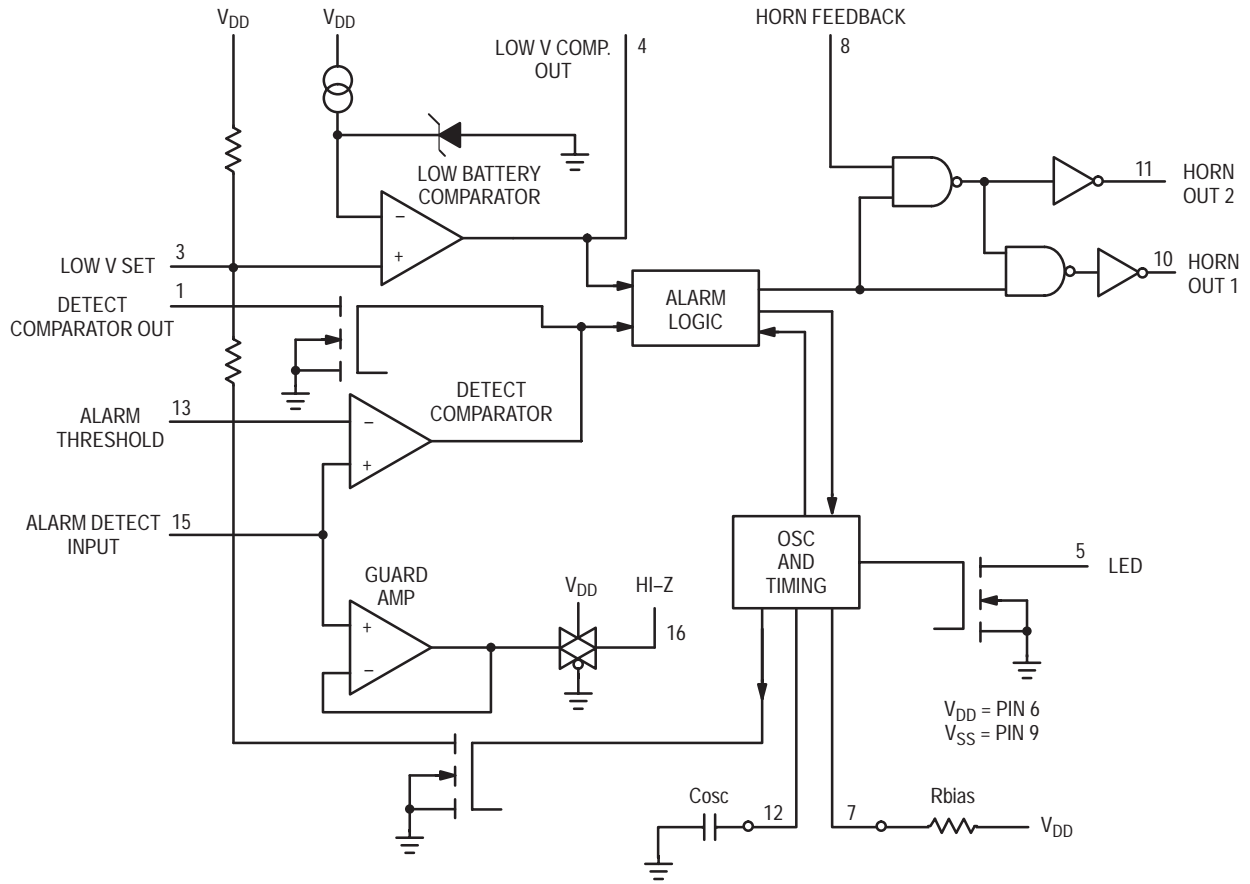 VDD
VDD
HORN FEEDBACK
LOW V COMP.
OUT
4
8
LOW BATTERY
COMPARATOR
−
+
11
HORN
OUT 2
LOW V SET
3
10
HORN
OUT 1
ALARM
LOGIC
DETECT
COMPARATOR OUT
1
DETECT
COMPARATOR
ALARM
THRESHOLD
13
−
+
ALARM DETECT
INPUT
15
OSC
AND
TIMING
5
LED
GUARD
AMP
VDD
HI–Z
16
+
−
VDD = PIN 6
VSS = PIN 9
Cosc
12
7
Rbias
VDD